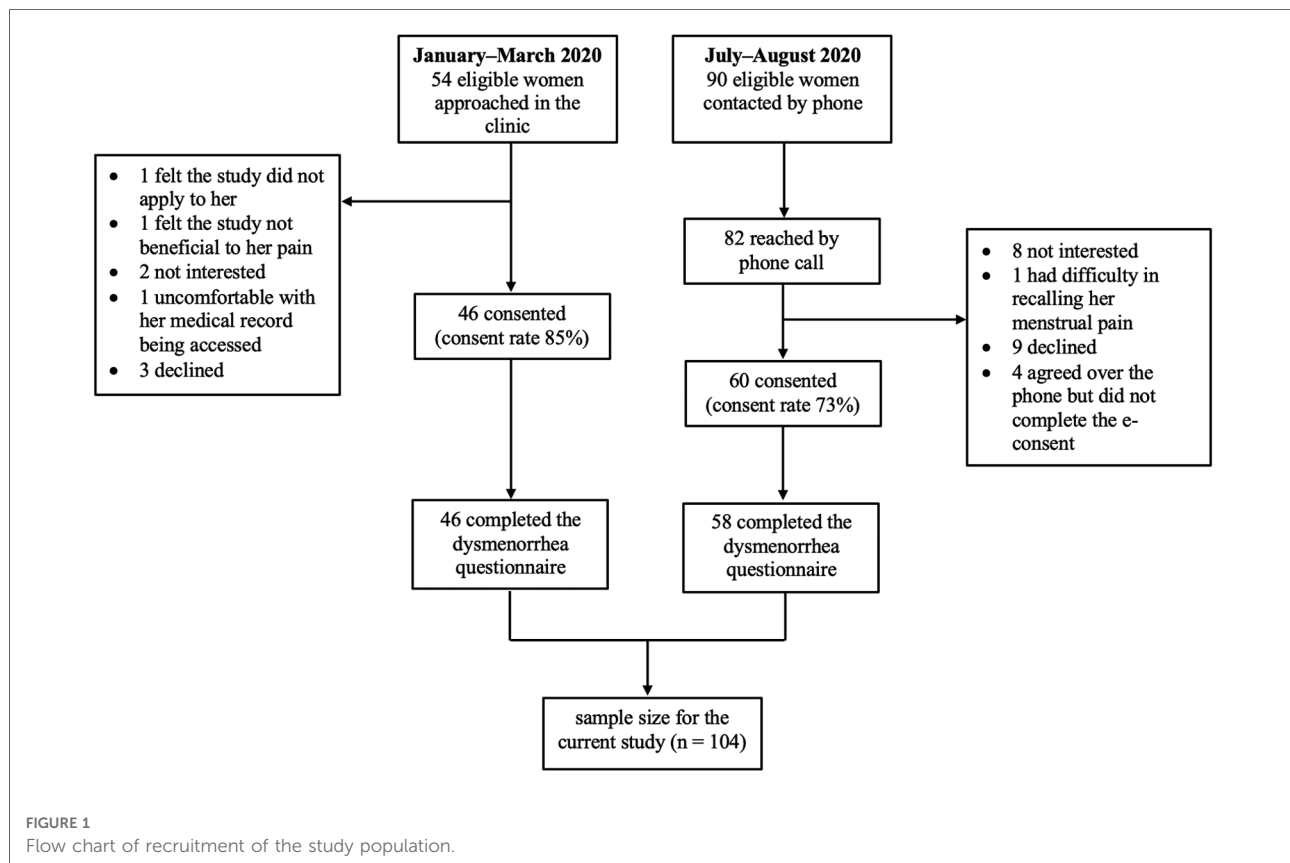 January–March 2020
54 eligible women
approached in the
clinic
July–August 2020
90 eligible women
contacted by phone
• 1 felt the study did not
apply to her
• 1 felt the study not
beneficial to her pain
• 2 not interested
• 1 uncomfortable with
her medical record
being accessed
• 3 declined
82 reached by
phone call
• 8 not interested
• 1 had difficulty in
recalling her
menstrual pain
• 9 declined
• 4 agreed over the
phone but did not
complete the e-
consent
46 consented
(consent rate 85%)
60 consented
(consent rate 73%)
46 completed the
dysmenorrhea
questionnaire
58 completed the
dysmenorrhea
questionnaire
sample size for the
current study (n = 104)
FIGURE 1
Flow chart of recruitment of the study population.